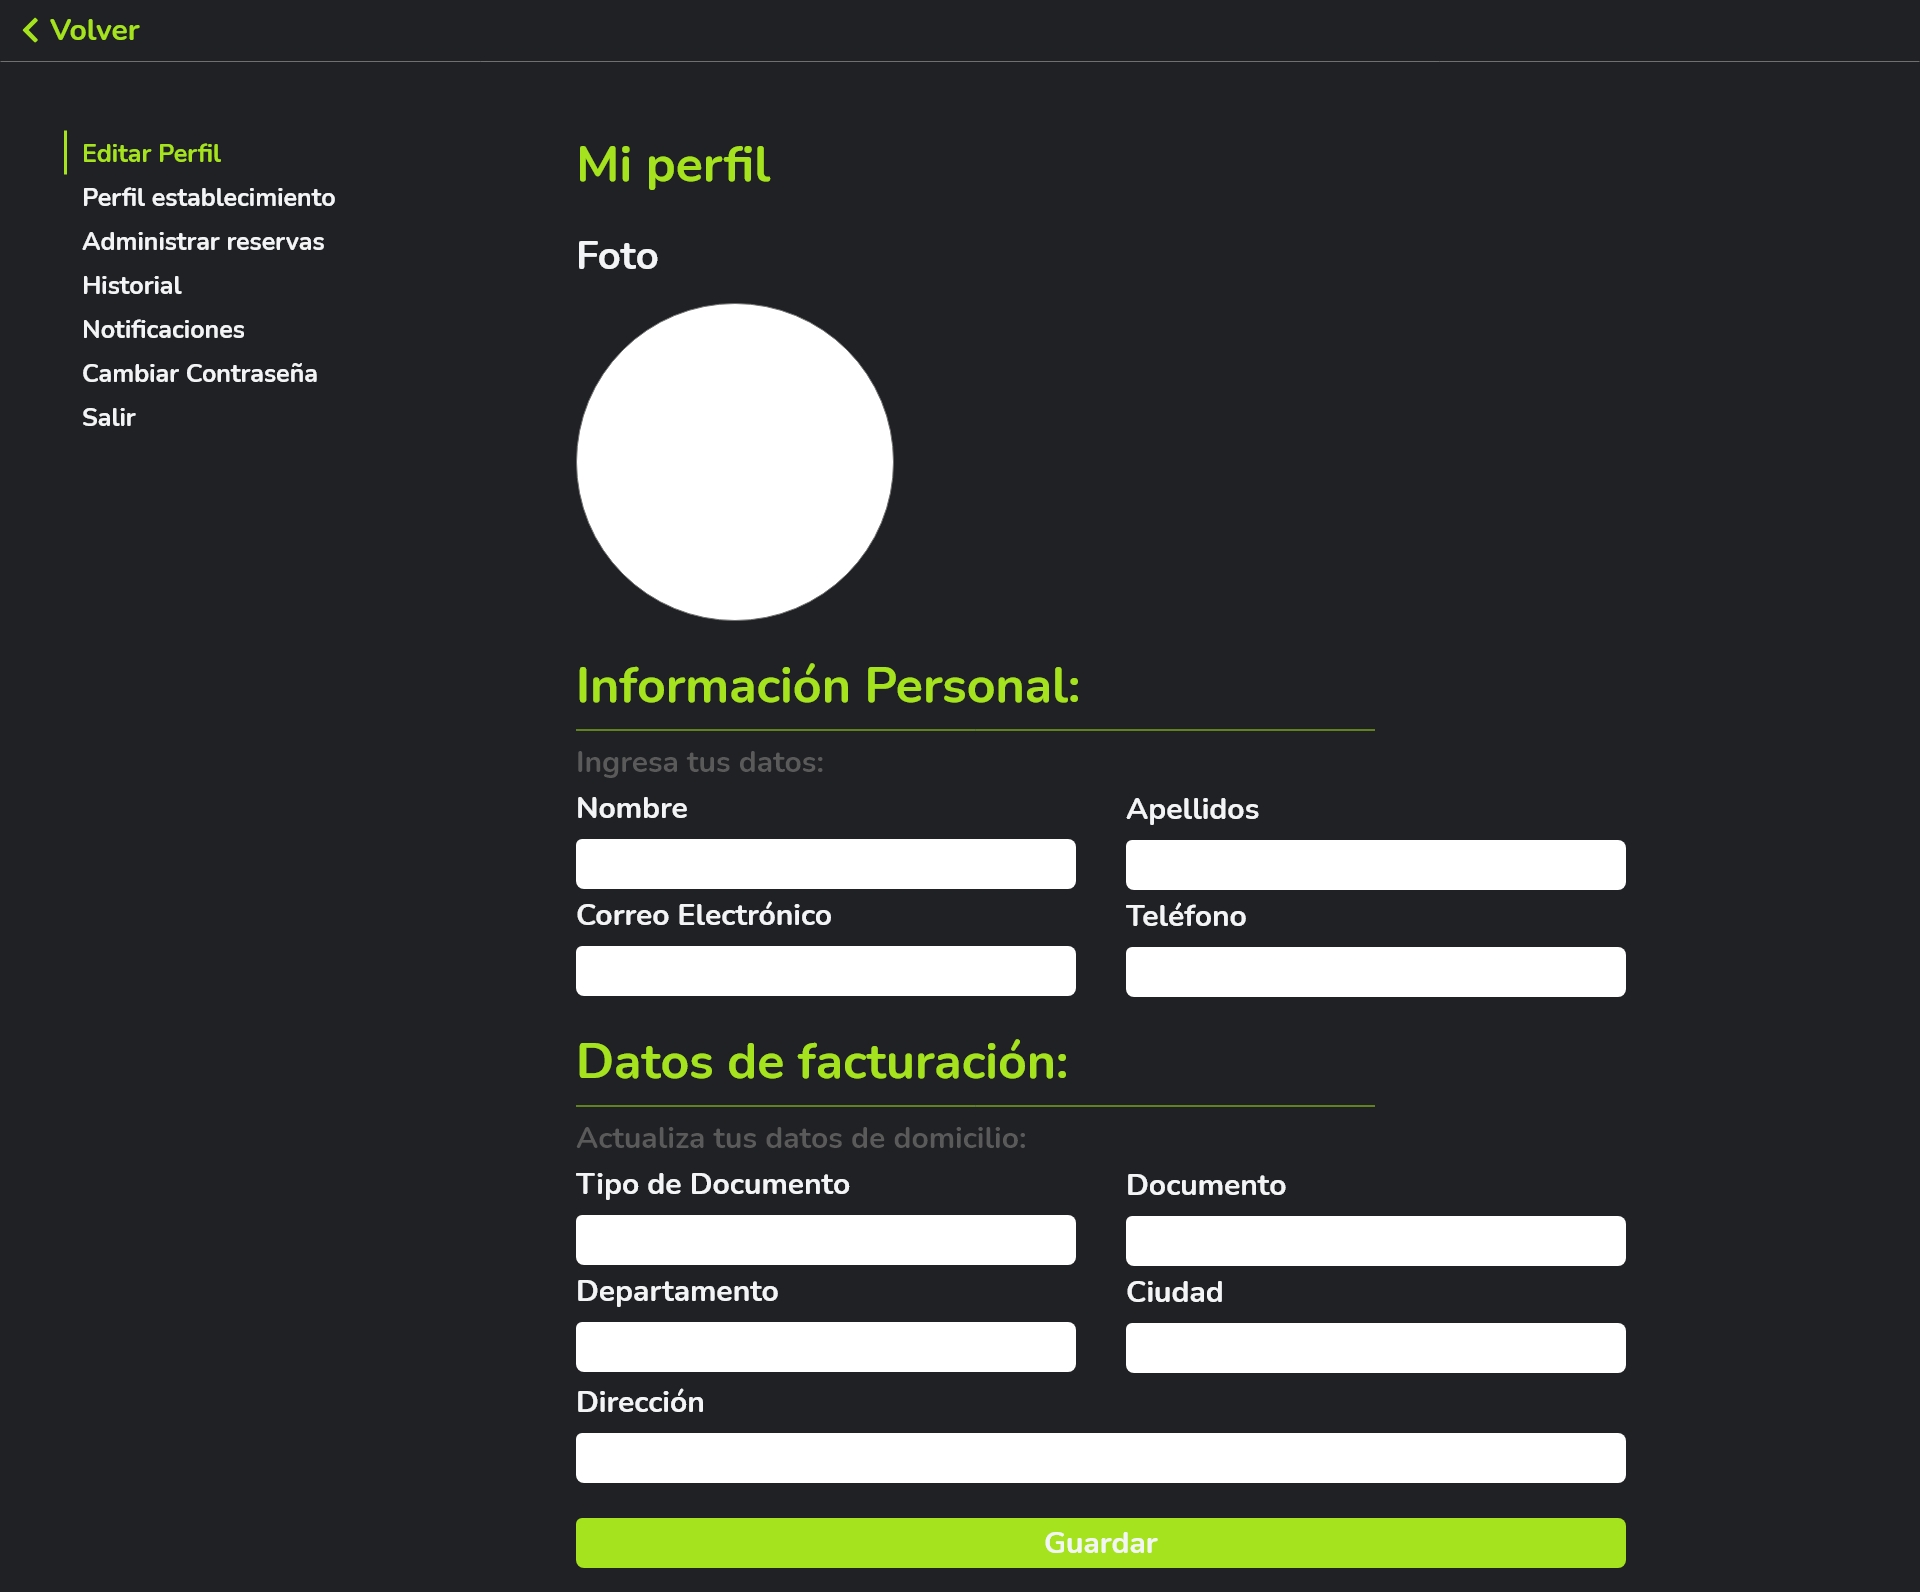 Volver
Editar Perfil
Perfil establecimiento
Administrar reservas
Historial
Notificaciones
Cambiar Contraseña
Salir
Mi perfil
Foto
Información Personal:
Ingresa tus datos:
Nombre
Apellidos
Correo Electrónico
Teléfono
Datos de facturación:
Actualiza tus datos de domicilio:
Tipo de Documento
Documento
Departamento
Ciudad
Dirección
Guardar